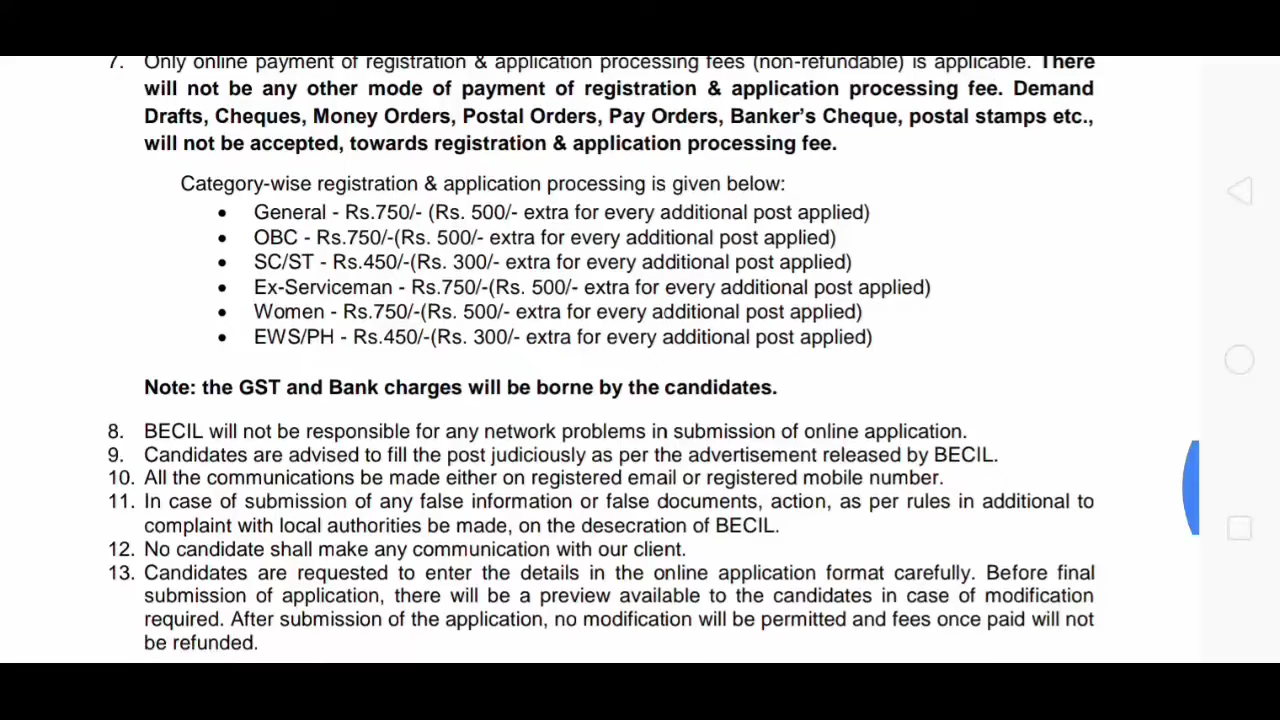 7. Only online payment of registration & application processing fees (non-refundable) is applicable. There
will not be any other mode of payment of registration & application processing fee. Demand
Drafts, Cheques, Money Orders, Postal Orders, Pay Orders, Banker's Cheque, postal stamps etc.,
will not be accepted, towards registration & application processing fee.
Category-wise registration & application processing is given below:
• General - Rs.750/- (Rs. 500/- extra for every additional post applied)
• OBC - Rs.750/-(Rs. 500/- extra for every additional post applied)
• SC/ST - Rs.450/-(Rs. 300/- extra for every additional post applied)
• Ex-Serviceman - Rs.750/-(Rs. 500/- extra for every additional post applied)
• Women - Rs.750/-(Rs. 500/- extra for every additional post applied)
• EWS/PH - Rs.450/-(Rs. 300/- extra for every additional post applied)
Note: the GST and Bank charges will be borne by the candidates.
8. BECIL will not be responsible for any network problems in submission of online application.
9. Candidates are advised to fill the post judiciously as per the advertisement released by BECIL.
10. All the communications be made either on registered email or registered mobile number.
11. In case of submission of any false information or false documents, action, as per rules in additional to
complaint with local authorities be made, on the desecration of BECIL.
12. No candidate shall make any communication with our client.
13. Candidates are requested to enter the details in the online application format carefully. Before final
submission of application, there will be a preview available to the candidates in case of modification
required. After submission of the application, no modification will be permitted and fees once paid will not
be refunded.